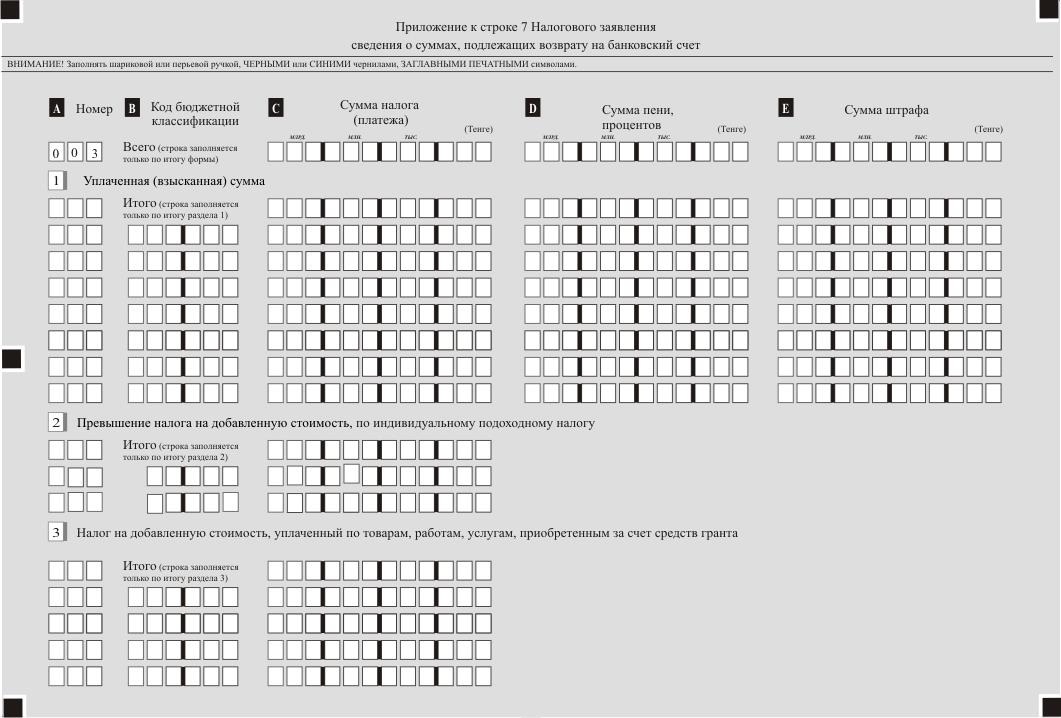 Приложение к строке 7 Налогового заявления
сведения о суммах, подлежащих возврату на банковский счет
ВНИМАНИЕ! Заполнять шариковой или перьевой ручкой, ЧЕРНЫМИ или СИНИМИ чернилами, ЗАГЛАВНЫМИ ПЕЧАТНЫМИ символами.
A Номер B Код бюджетной классификации
C Сумма налога (платежа)
D Сумма пени, процентов
E Сумма штрафа
(Тенге) (Тенге) (Тенге)
млрд. млн. тыс. млрд. млн. тыс. млрд. млн. тыс.
0 0 3 Всего (строка заполняется
только по итогу формы)
1 Уплаченная (взысканная) сумма
Итого (строка заполняется
только по итогу раздела 1)
2 Превышение налога на добавленную стоимость, по индивидуальному подоходному налогу
Итого (строка заполняется
только по итогу раздела 2)
3 Налог на добавленную стоимость, уплаченный по товарам, работам, услугам, приобретенным за счет средств гранта
Итого (строка заполняется
только по итогу раздела 3)